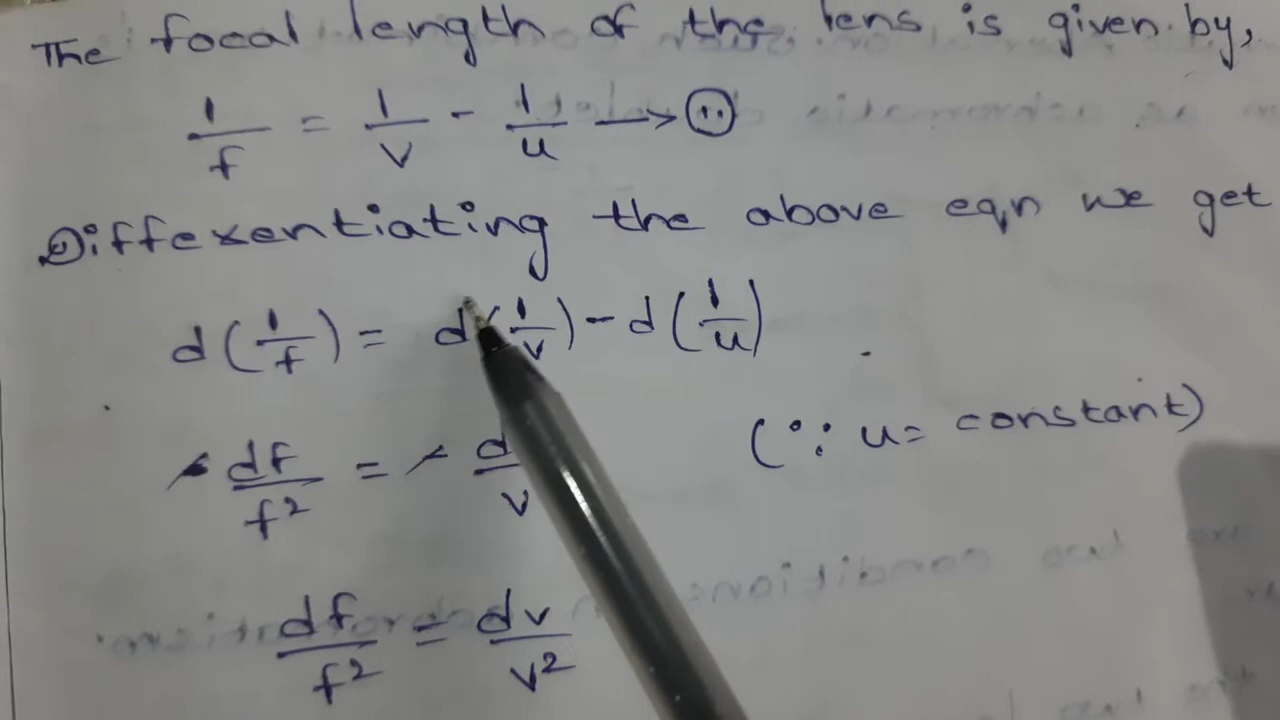 The focal length of the lens is given by,
1/f = 1/v - 1/u → (ii)
Differentiating the above eqn we get
d(1/f) = d(1/v) - d(1/u)
- df/f² = - d/v (∵ u = constant)
df/f² = dv/v²